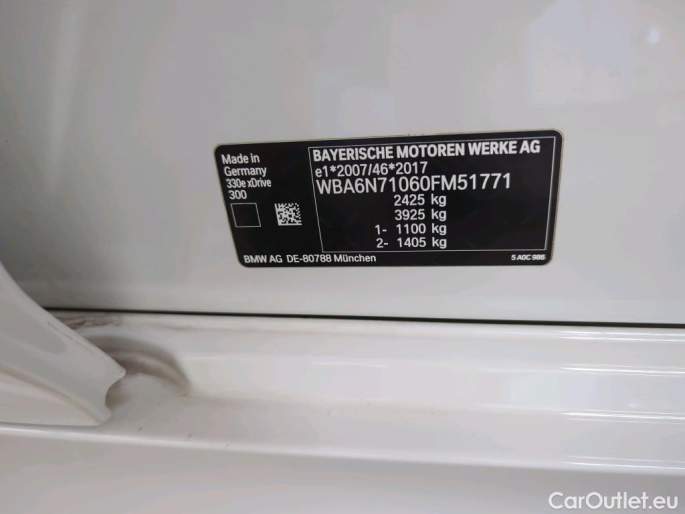 Made in
Germany
330e xDrive
300
BAYERISCHE MOTOREN WERKE AG
e1*2007/46*2017
WBA6N71060FM51771
2425 kg
3925 kg
1- 1100 kg
2- 1405 kg
BMW AG DE-80788 München
5 A0C 986
CarOutlet.eu